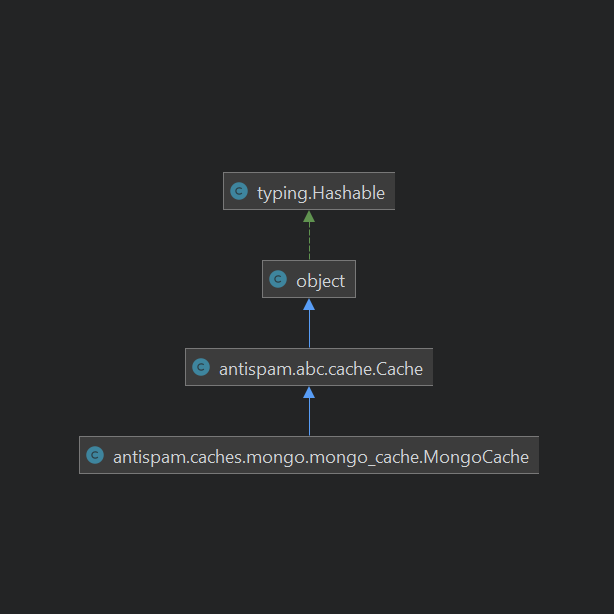 C typing.Hashable
C object
C antispam.abc.cache.Cache
C antispam.caches.mongo.mongo_cache.MongoCache